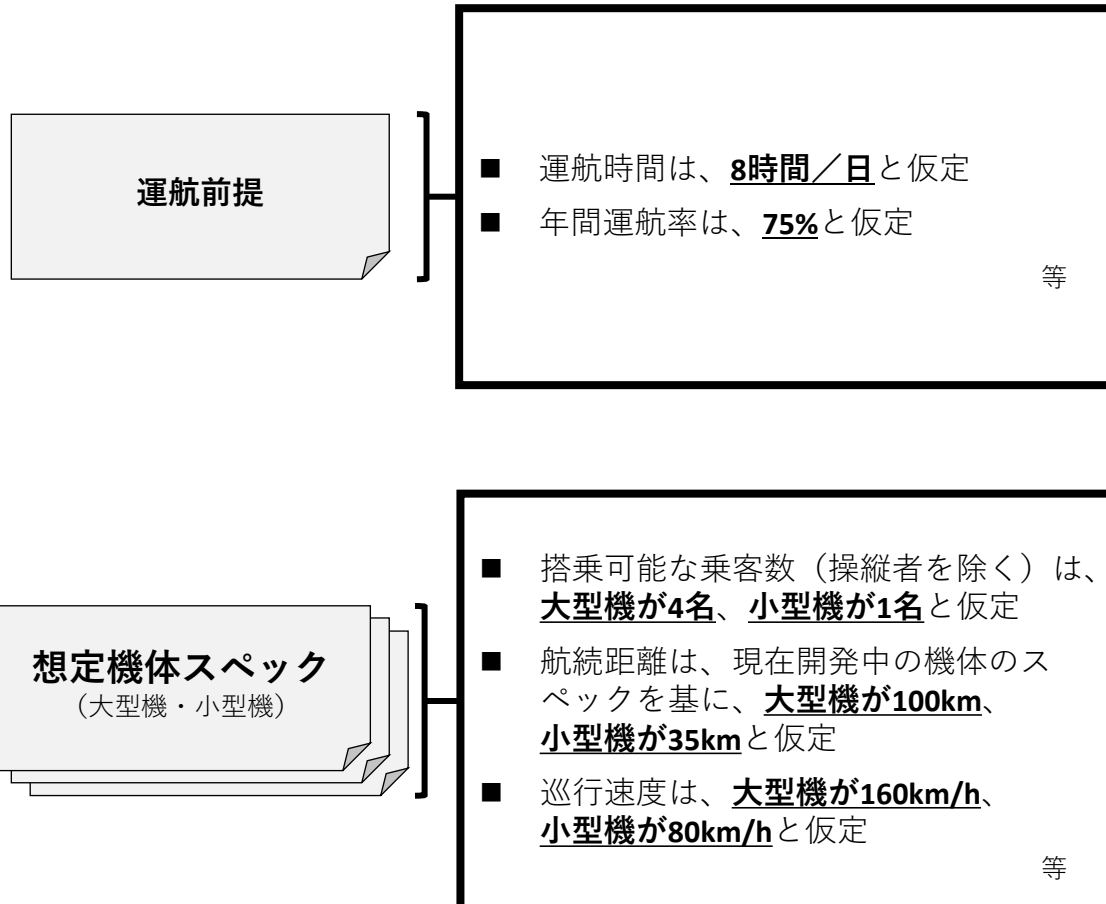 運航前提
■ 運航時間は、8時間／日と仮定
■ 年間運航率は、75%と仮定
等
想定機体スペック
（大型機・小型機）
■ 搭乗可能な乗客数（操縦者を除く）は、
大型機が4名、小型機が1名と仮定
■ 航続距離は、現在開発中の機体のス
ペックを基に、大型機が100km、
小型機が35kmと仮定
■ 巡行速度は、大型機が160km/h、
小型機が80km/hと仮定
等